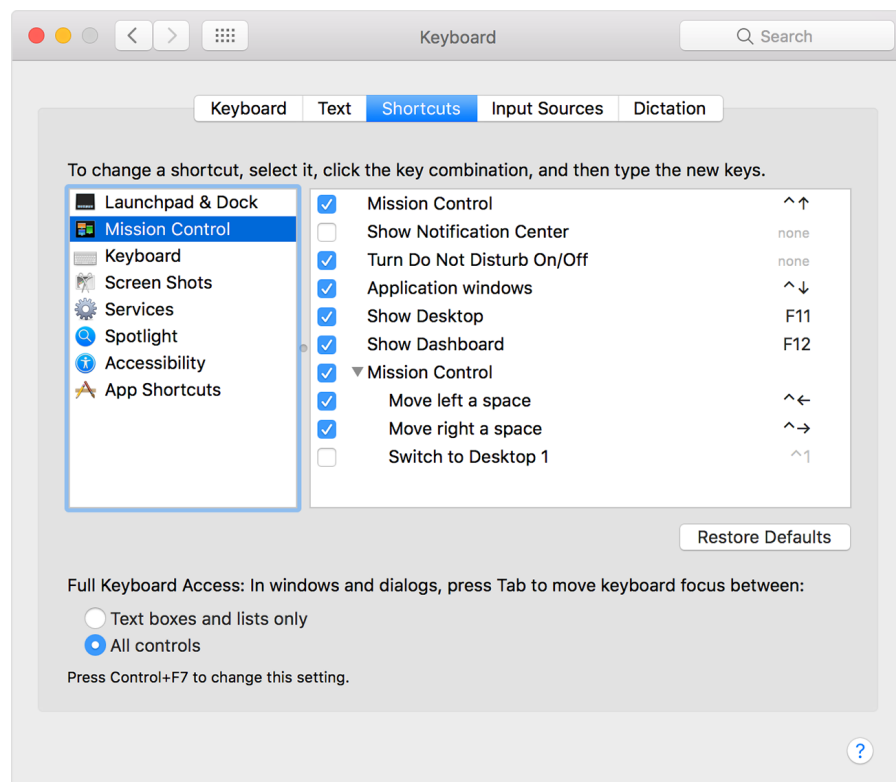 Keyboard
Search
Keyboard Text Shortcuts Input Sources Dictation
To change a shortcut, select it, click the key combination, and then type the new keys.
Launchpad & Dock
Mission Control
Keyboard
Screen Shots
Services
Spotlight
Accessibility
App Shortcuts
Mission Control ^↑
Show Notification Center none
Turn Do Not Disturb On/Off none
Application windows ^↓
Show Desktop F11
Show Dashboard F12
Mission Control
Move left a space ^←
Move right a space ^→
Switch to Desktop 1 ^1
Restore Defaults
Full Keyboard Access: In windows and dialogs, press Tab to move keyboard focus between:
Text boxes and lists only
All controls
Press Control+F7 to change this setting.
?